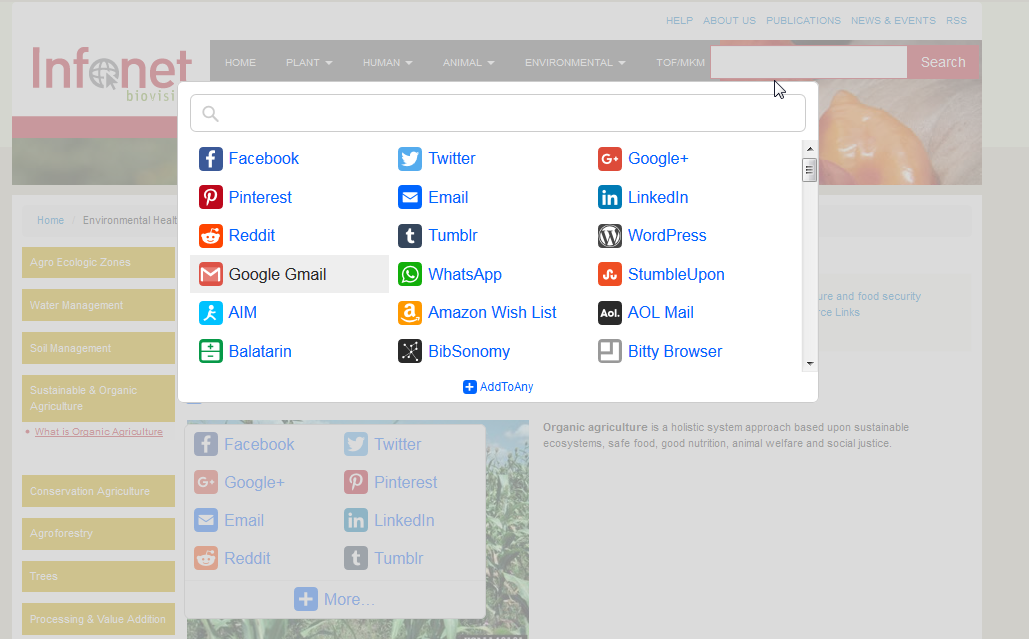 HELP ABOUT US PUBLICATIONS NEWS & EVENTS RSS
Infonet
biovisi
HOME PLANT HUMAN ANIMAL ENVIRONMENTAL TOF/MKM Search
Facebook Twitter Google+
Pinterest Email LinkedIn
Reddit Tumblr WordPress
Google Gmail WhatsApp StumbleUpon
AIM Amazon Wish List AOL Mail
Balatarin BibSonomy Bitty Browser
AddToAny
Home / Environmental Healt
Agro Ecologic Zones
Water Management
Soil Management
Sustainable & Organic
Agriculture
What is Organic Agriculture
Conservation Agriculture
Agroforestry
Trees
Processing & Value Addition
ure and food security
rce Links
Facebook Twitter
Google+ Pinterest
Email LinkedIn
Reddit Tumblr
More...
Organic agriculture is a holistic system approach based upon sustainable
ecosystems, safe food, good nutrition, animal welfare and social justice.